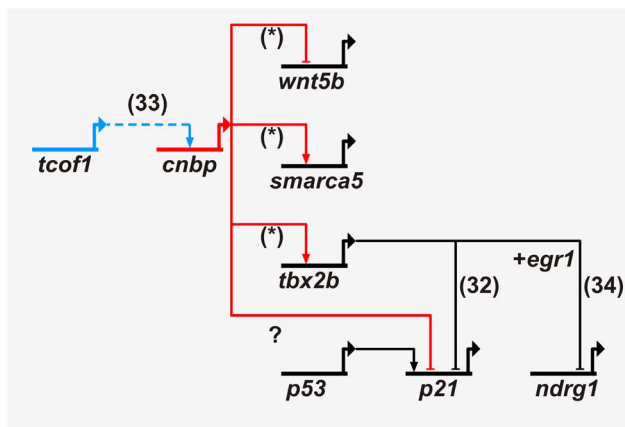 (*)
wnt5b
(33)
(*)
tcof1
cnbp
smarca5
(*)
+egr1
tbx2b
(32)
(34)
?
p53
p21
ndrg1